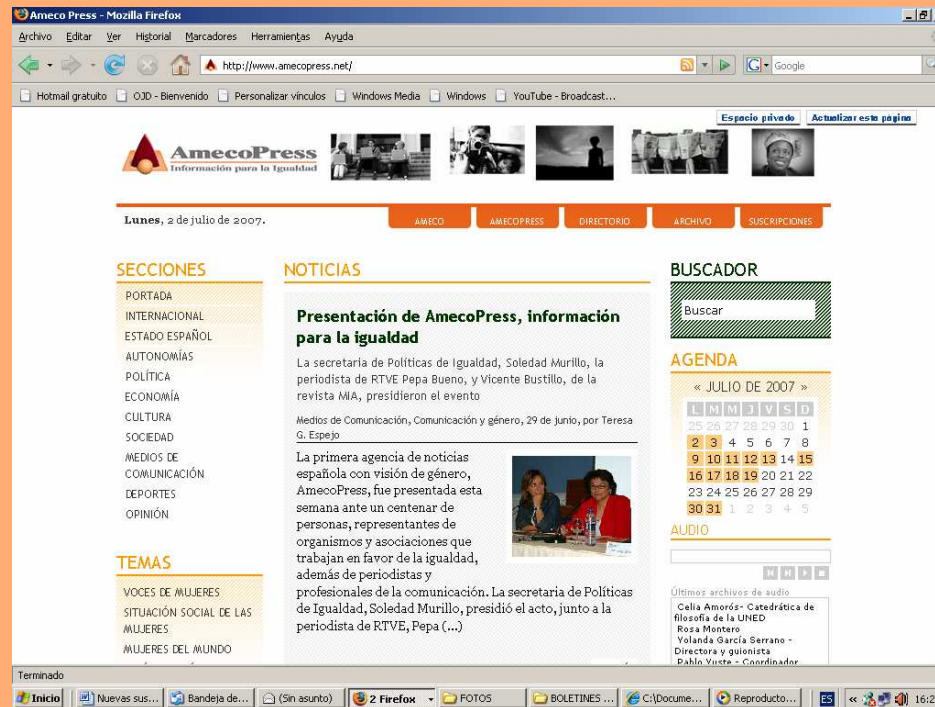 Ameco Press - Mozilla Firefox
Archivo Editar Ver Historial Marcadores Herramientas Ayuda
http://www.amecopress.net/
Google
Hotmail gratuito OJD - Bienvenido Personalizar vínculos Windows Media Windows YouTube - Broadcast...
Espacio privado Actualizar esta página
AmecoPress
Información para la Igualdad
Lunes, 2 de julio de 2007.
AMECO AMECOPRESS DIRECTORIO ARCHIVO SUSCRIPCIONES
SECCIONES
PORTADA
INTERNACIONAL
ESTADO ESPAÑOL
AUTONOMÍAS
POLÍTICA
ECONOMÍA
CULTURA
SOCIEDAD
MEDIOS DE
COMUNICACIÓN
DEPORTES
OPINIÓN
TEMAS
VOCES DE MUJERES
SITUACIÓN SOCIAL DE LAS
MUJERES
MUJERES DEL MUNDO
NOTICIAS
Presentación de AmecoPress, información
para la igualdad
La secretaria de Políticas de Igualdad, Soledad Murillo, la
periodista de RTVE Pepa Bueno, y Vicente Bustillo, de la
revista MIA, presidieron el evento
Medios de Comunicación, Comunicación y género, 29 de junio, por Teresa
G. Espejo
La primera agencia de noticias
española con visión de género,
AmecoPress, fue presentada esta
semana ante un centenar de
personas, representantes de
organismos y asociaciones que
trabajan en favor de la igualdad,
además de periodistas y
profesionales de la comunicación. La secretaria de Políticas
de Igualdad, Soledad Murillo, presidió el acto, junto a la
periodista de RTVE, Pepa (...)
BUSCADOR
Buscar
AGENDA
« JULIO DE 2007 »
L M M J V S D
25 26 27 28 29 30 1
2 3 4 5 6 7 8
9 10 11 12 13 14 15
16 17 18 19 20 21 22
23 24 25 26 27 28 29
30 31 1 2 3 4 5
AUDIO
Últimos archivos de audio
Celia Amorós- Catedrática de
filosofía de la UNED
Rosa Montero
Yolanda García Serrano -
Directora y guionista
Pablo Yuste - Coordinador
Terminado
Inicio Nuevas sus... Bandeja de... (Sin asunto) 2 Firefox FOTOS BOLETINES ... C:\Docume... Reproducto... ES « 16:2